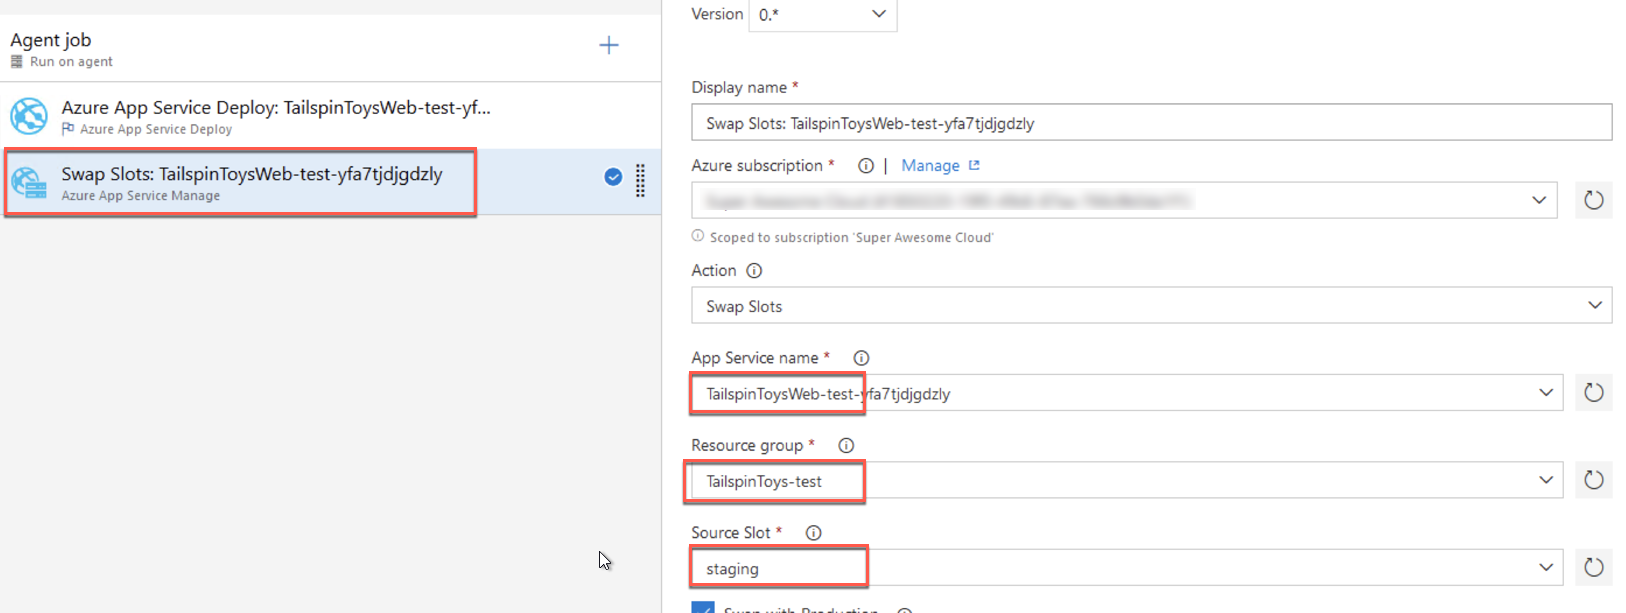 Agent job
Run on agent
Azure App Service Deploy: TailspinToysWeb-test-yf...
Azure App Service Deploy
Swap Slots: TailspinToysWeb-test-yfa7tjdjgdzly
Azure App Service Manage
Version 0.*
Display name *
Swap Slots: TailspinToysWeb-test-yfa7tjdjgdzly
Azure subscription * | Manage
Scoped to subscription 'Super Awesome Cloud'
Action
Swap Slots
App Service name *
TailspinToysWeb-test-yfa7tjdjgdzly
Resource group *
TailspinToys-test
Source Slot *
staging
Swap with Production